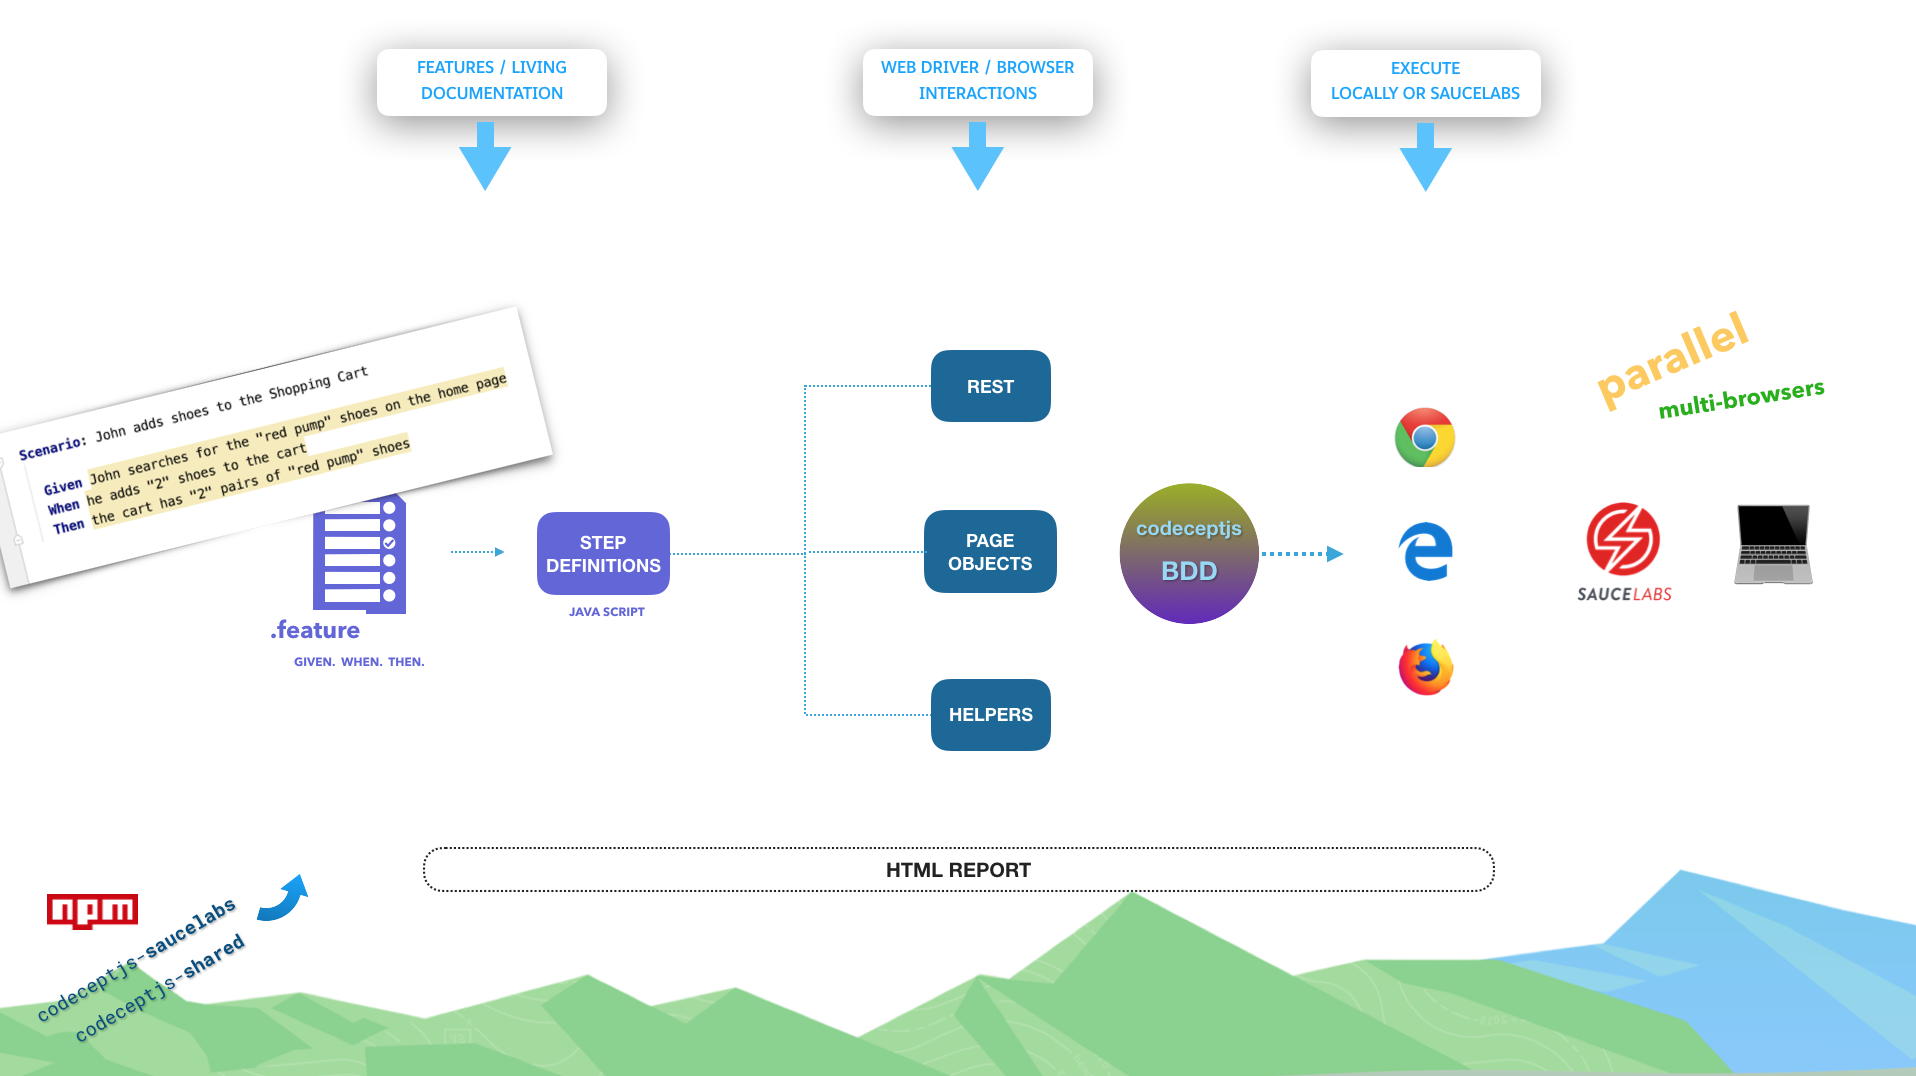 FEATURES / LIVING
DOCUMENTATION
WEB DRIVER / BROWSER
INTERACTIONS
EXECUTE
LOCALLY OR SAUCELABS
Scenario: John adds shoes to the Shopping Cart
Given John searches for the "red pump" shoes on the home page
When he adds "2" shoes to the cart
Then the cart has "2" pairs of "red pump" shoes
.feature
GIVEN. WHEN. THEN.
STEP
DEFINITIONS
JAVA SCRIPT
REST
PAGE
OBJECTS
HELPERS
codeceptjs
BDD
parallel
multi-browsers
SAUCELABS
HTML REPORT
npm
codeceptjs-saucelabs
codeceptjs-shared